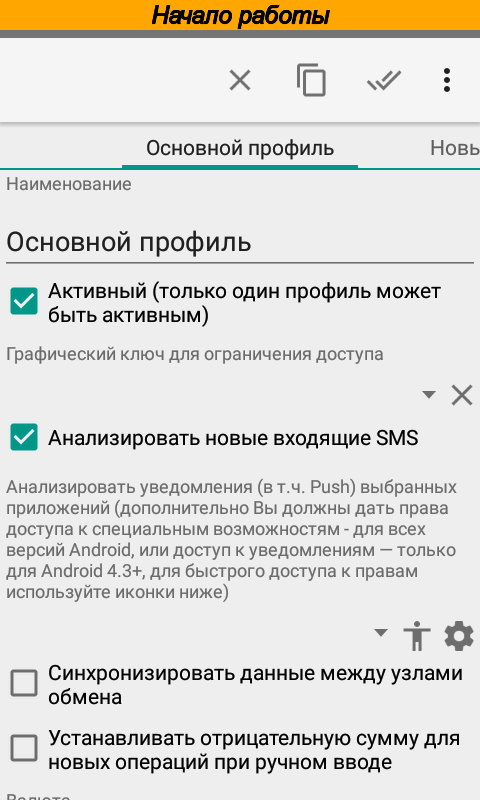 Начало работы
Основной профиль
Новь
Наименование
Основной профиль
Активный (только один профиль может
быть активным)
Графический ключ для ограничения доступа
Анализировать новые входящие SMS
Анализировать уведомления (в т.ч. Push) выбранных
приложений (дополнительно Вы должны дать права
доступа к специальным возможностям - для всех
версий Android, или доступ к уведомлениям — только
для Android 4.3+, для быстрого доступа к правам
используйте иконки ниже)
Синхронизировать данные между узлами
обмена
Устанавливать отрицательную сумму для
новых операций при ручном вводе
Валюта